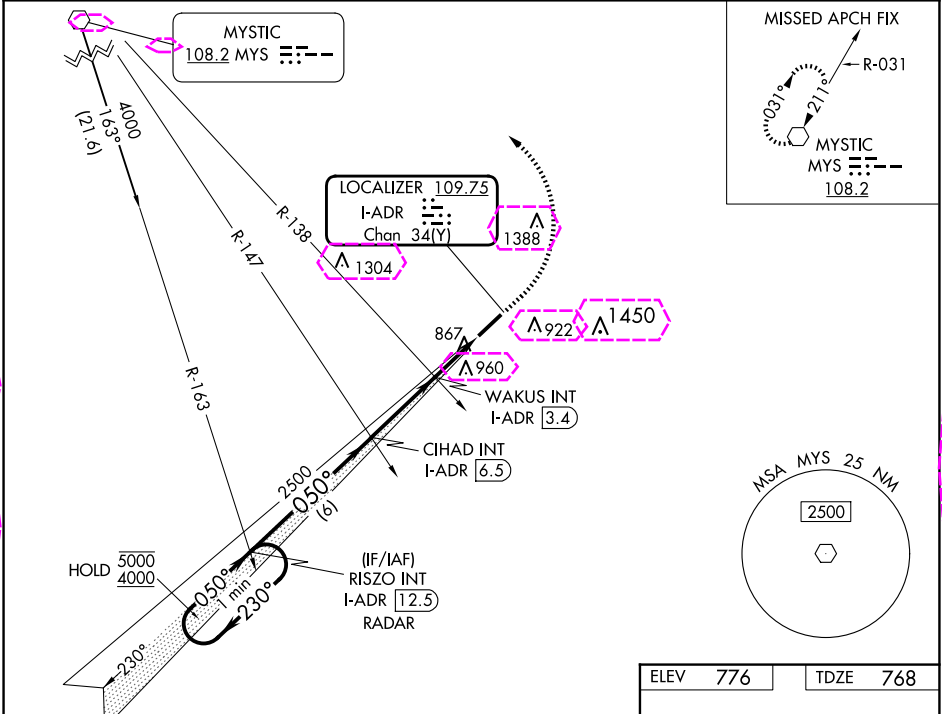 MYSTIC
108.2 MYS
MISSED APCH FIX
R-031
031°
211°
MYSTIC
MYS
108.2
4000
163°
(21.6)
LOCALIZER 109.75
I-ADR
Chan 34(Y)
R-138
R-147
R-163
1388
1304
867
922
1450
960
WAKUS INT
I-ADR 3.4
CIHAD INT
I-ADR 6.5
2500
050°
(6)
HOLD 5000
4000
050°
1 min
230°
(IF/IAF)
RISZO INT
I-ADR 12.5
RADAR
230°
MSA MYS 25 NM
2500
ELEV 776
TDZE 768